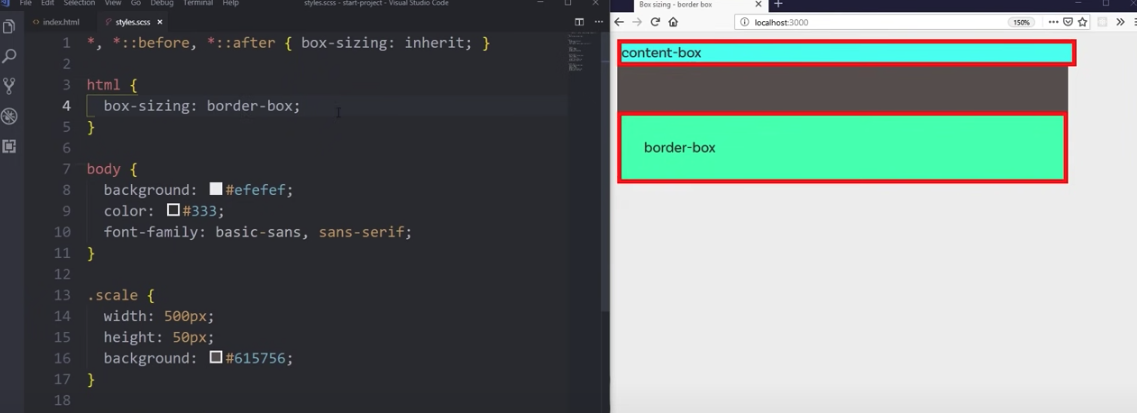 File Edit Selection View Go Debug Terminal Help
styles.scss - start-project - Visual Studio Code
index.html
styles.scss
1 *, *::before, *::after { box-sizing: inherit; }
2
3 html {
4 box-sizing: border-box;
5 }
6
7 body {
8 background: #efefef;
9 color: #333;
10 font-family: basic-sans, sans-serif;
11 }
12
13 .scale {
14 width: 500px;
15 height: 50px;
16 background: #615756;
17 }
18
Box sizing - border box
localhost:3000
150%
content-box
border-box